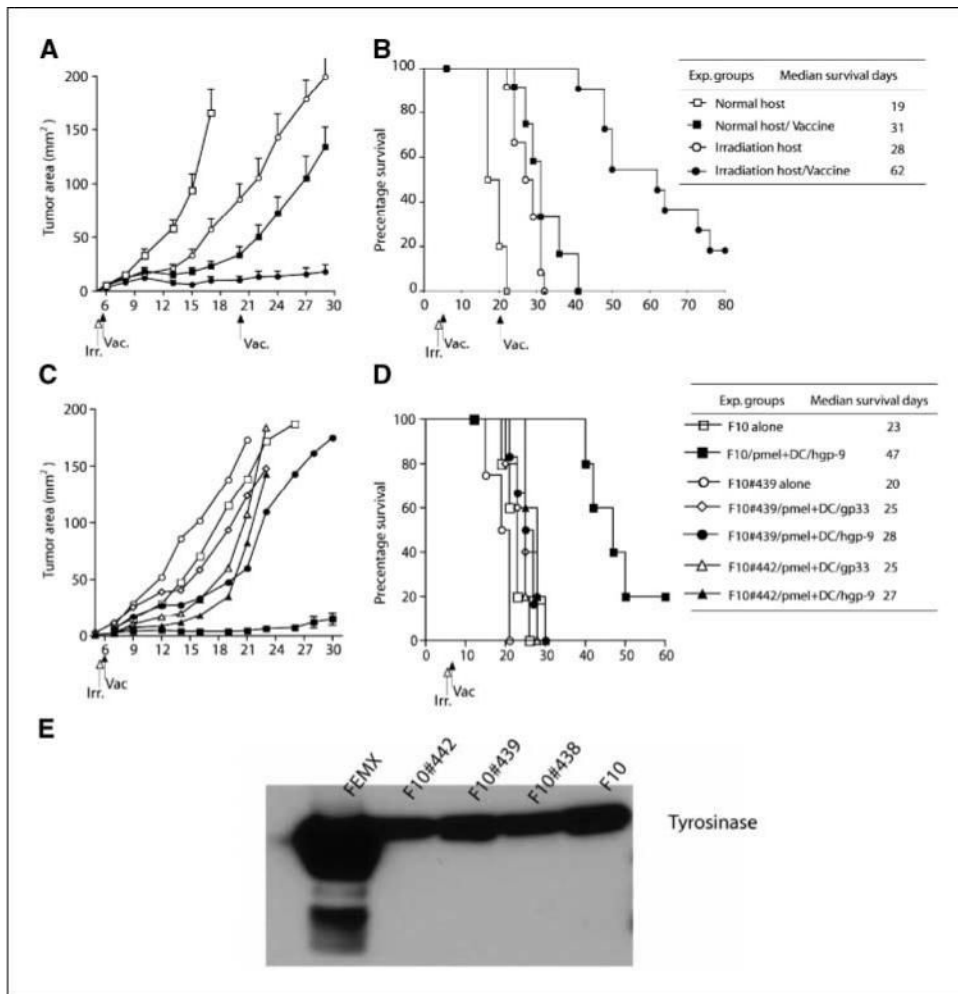 A
Tumor area (mm2)
200
150
100
50
0
6 9 12 15 18 21 24 27 30
Irr. Vac. Vac.
B
Precentage survival
100
80
60
40
20
0
0 10 20 30 40 50 60 70 80
Irr. Vac. Vac.
Exp. groups Median survival days
Normal host 19
Normal host/ Vaccine 31
Irradiation host 28
Irradiation host/Vaccine 62
C
Tumor area (mm2)
200
150
100
50
0
6 9 12 15 18 21 24 27 30
Irr. Vac
D
Precentage survival
100
80
60
40
20
0
0 10 20 30 40 50 60
Irr. Vac
Exp. groups Median survival days
F10 alone 23
F10/pmel+DC/hgp-9 47
F10#439 alone 20
F10#439/pmel+DC/gp33 25
F10#439/pmel+DC/hgp-9 28
F10#442/pmel+DC/gp33 25
F10#442/pmel+DC/hgp-9 27
E
FEMX F10#442 F10#439 F10#438 F10
Tyrosinase